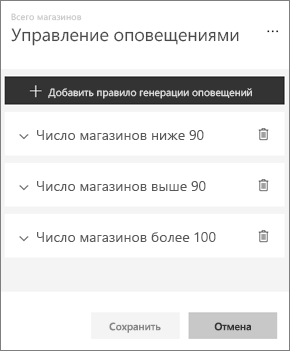 Всего магазинов
Управление оповещениями
Добавить правило генерации оповещений
Число магазинов ниже 90
Число магазинов выше 90
Число магазинов более 100
Сохранить
Отмена